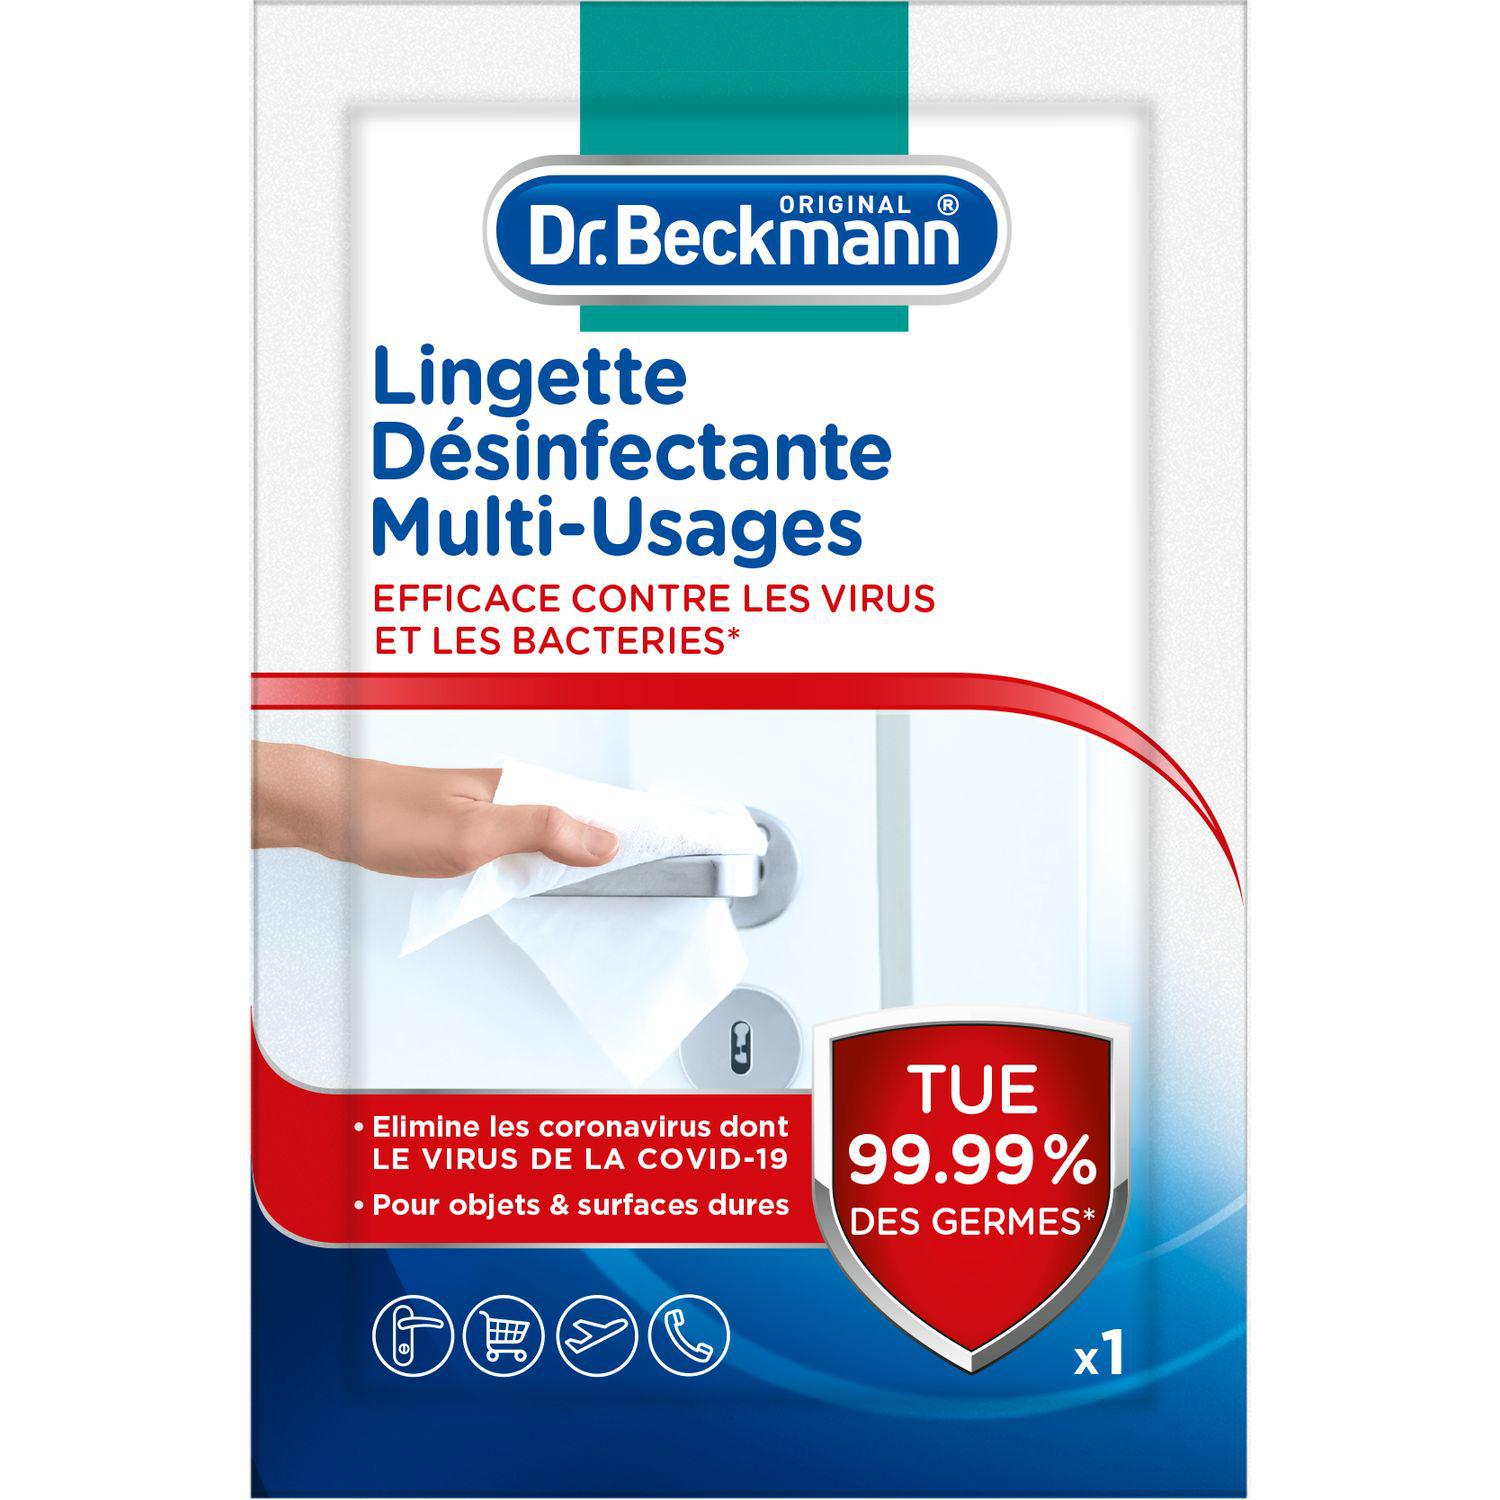 ORIGINAL ®
Dr.Beckmann
Lingette
Désinfectante
Multi-Usages
EFFICACE CONTRE LES VIRUS
ET LES BACTERIES*
• Elimine les coronavirus dont
LE VIRUS DE LA COVID-19
• Pour objets & surfaces dures
TUE
99.99%
DES GERMES*
x1